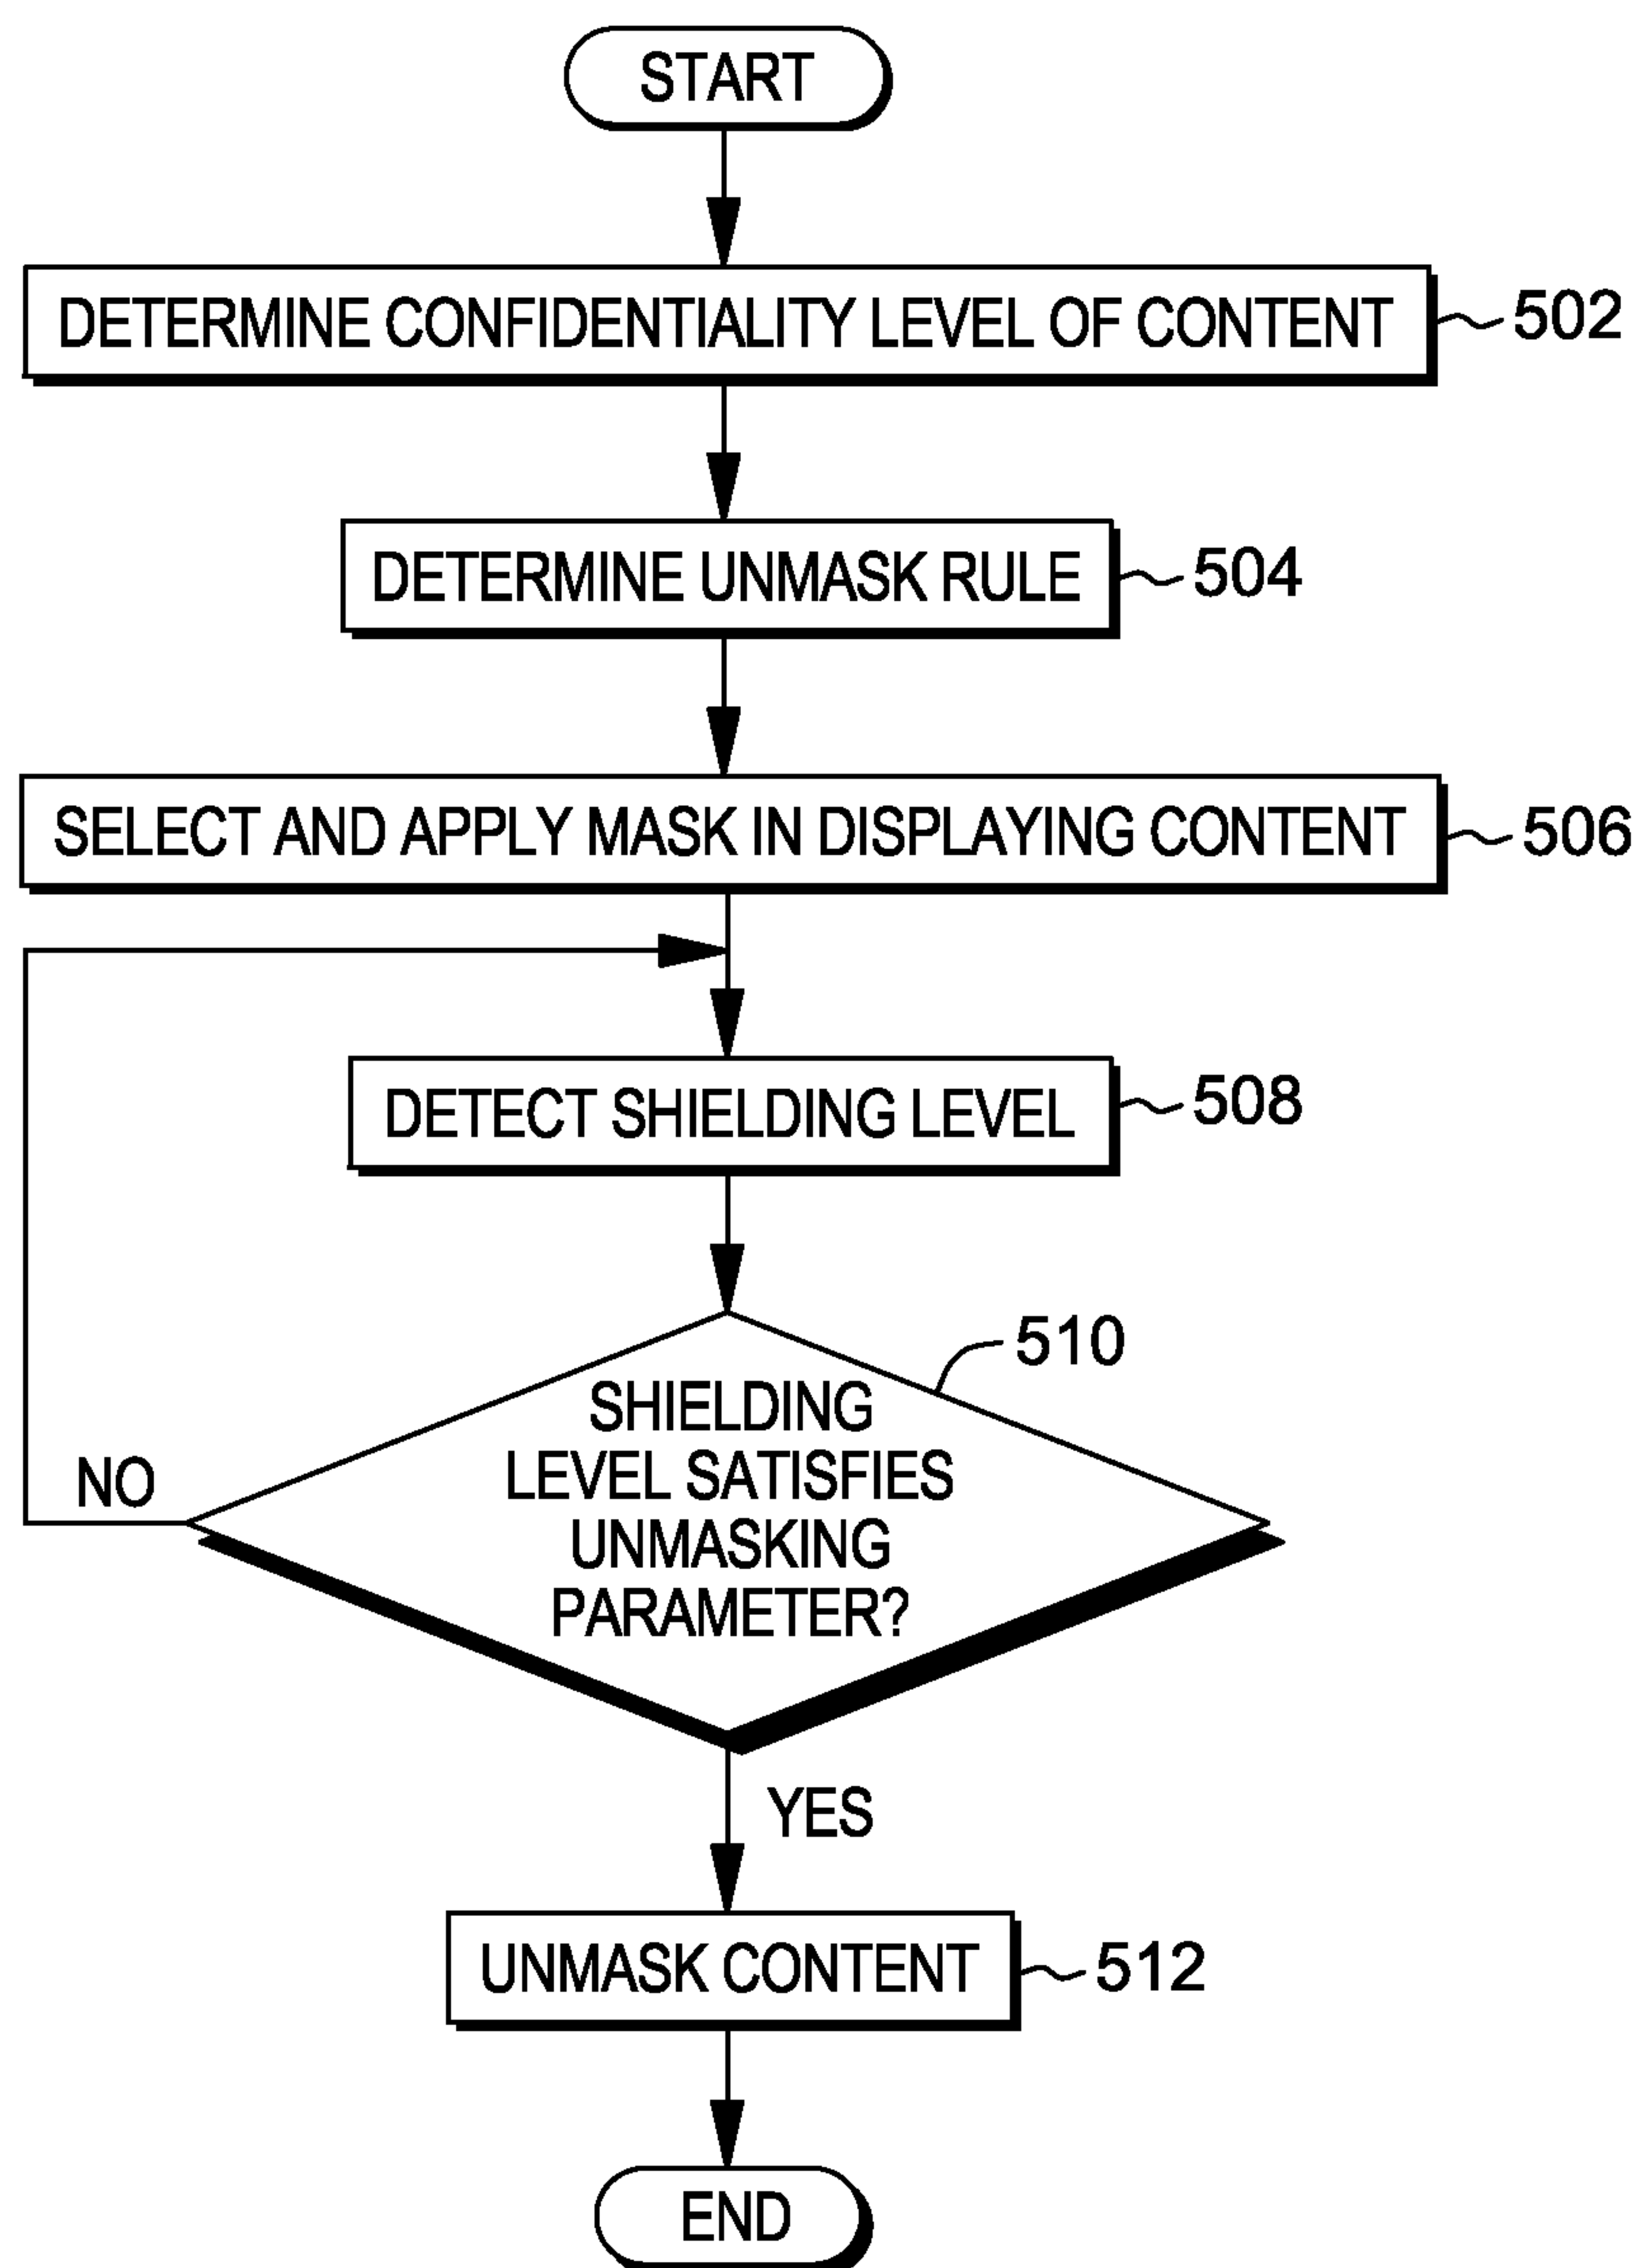 START
DETERMINE CONFIDENTIALITY LEVEL OF CONTENT
502
DETERMINE UNMASK RULE
504
SELECT AND APPLY MASK IN DISPLAYING CONTENT
506
DETECT SHIELDING LEVEL
508
510
SHIELDING
LEVEL SATISFIES
UNMASKING
PARAMETER?
NO
YES
UNMASK CONTENT
512
END